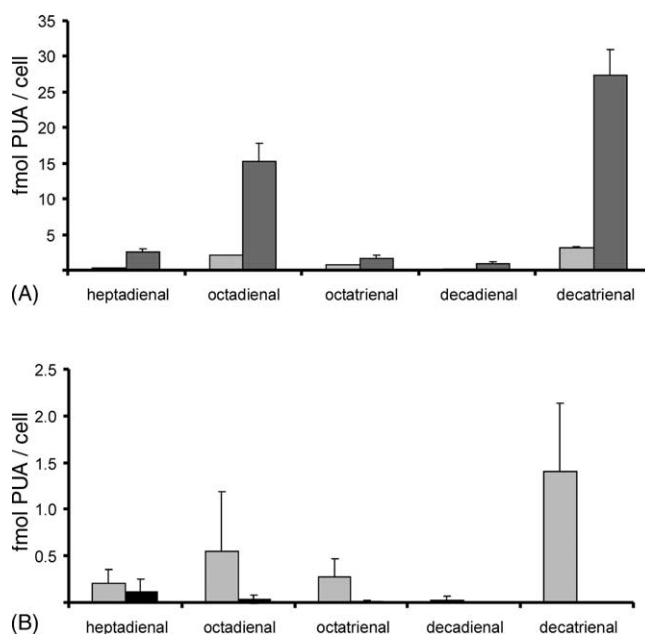 35
30
25
20
15
10
5
fmol PUA / cell
(A)
heptadienal octadienal octatrienal decadienal decatrienal
2.5
2.0
1.5
1.0
0.5
fmol PUA / cell
(B)
heptadienal octadienal octatrienal decadienal decatrienal